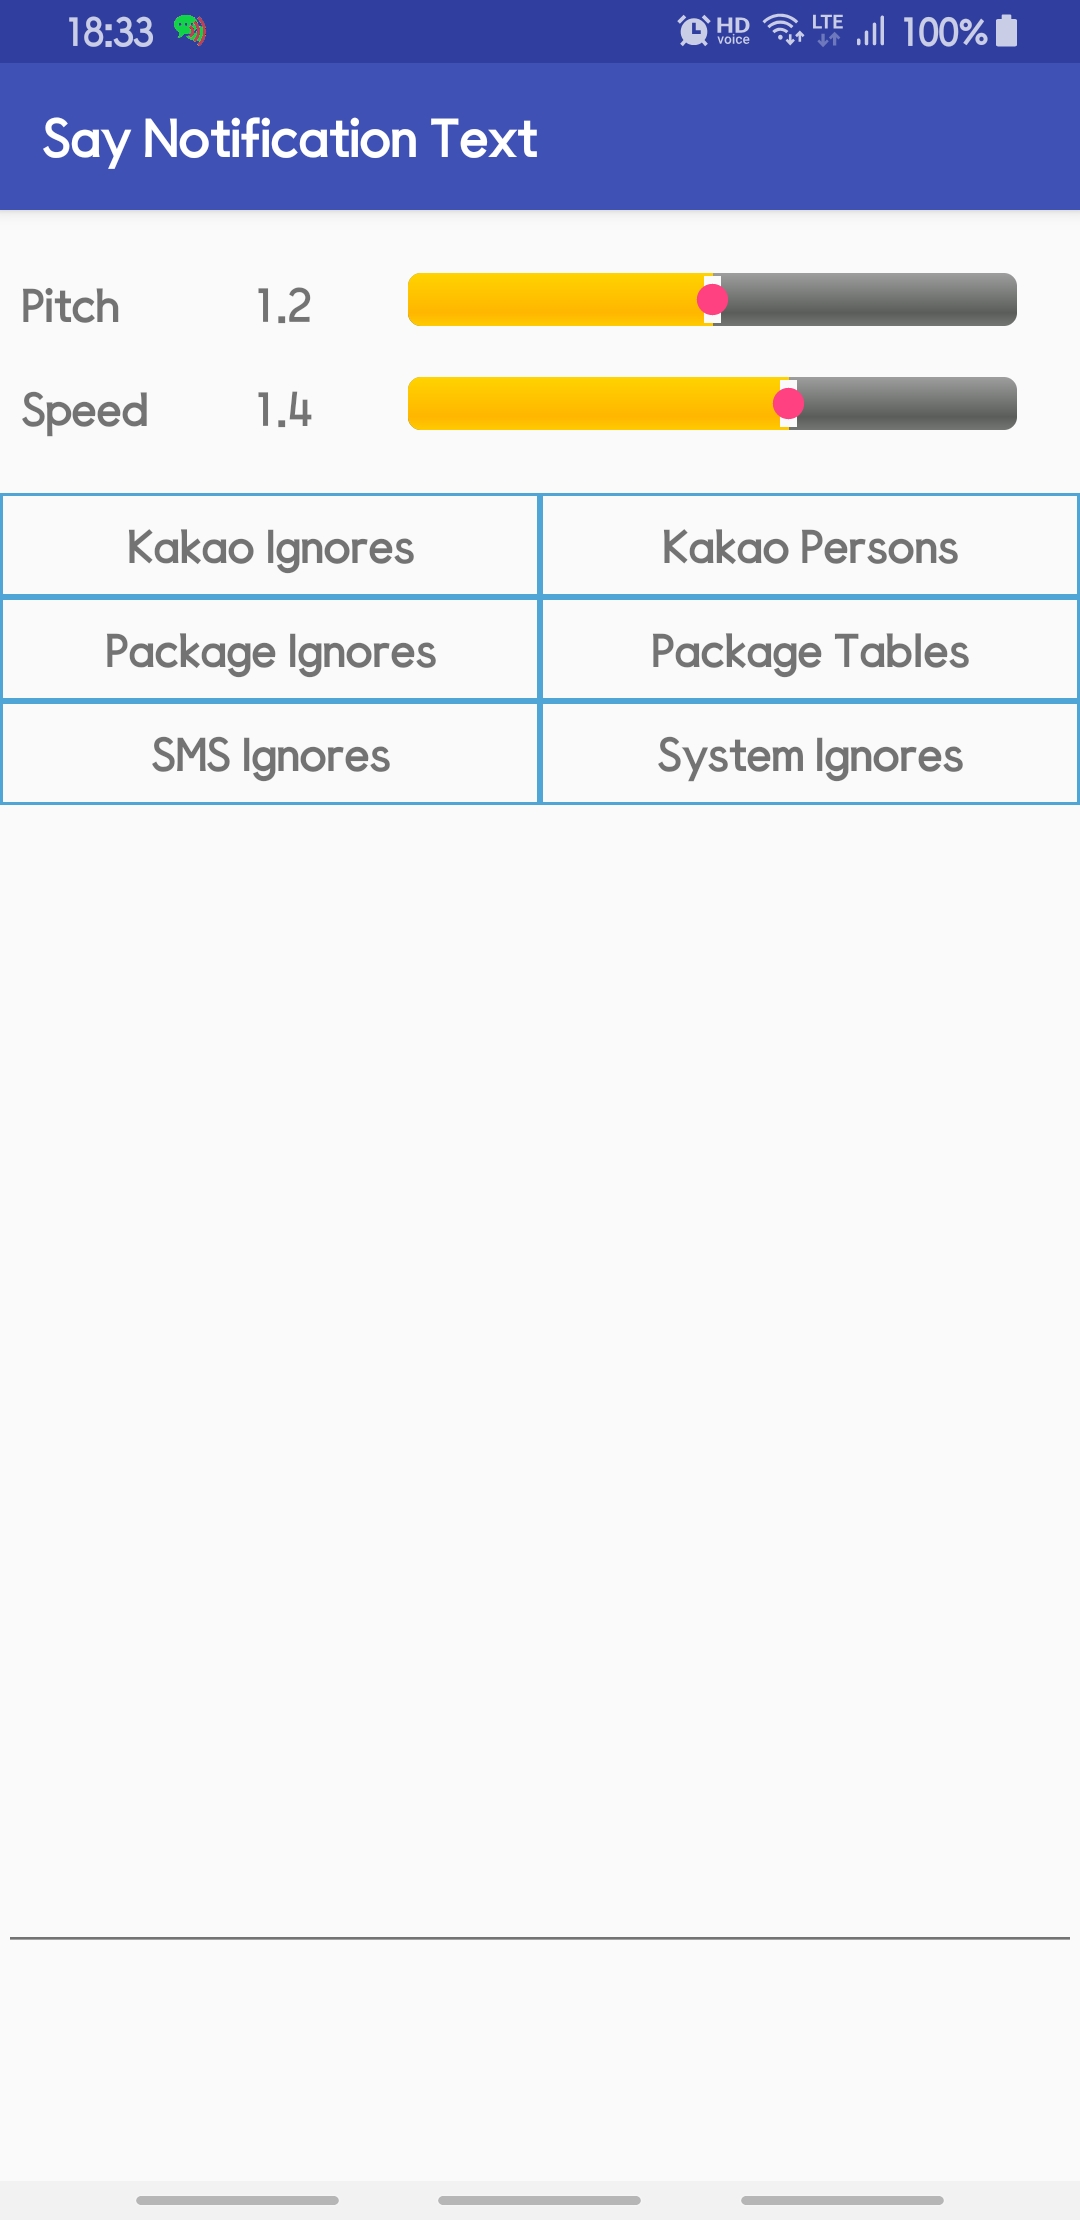 18:33 HD voice LTE 100%
Say Notification Text
Pitch 1.2
Speed 1.4
Kakao Ignores Kakao Persons
Package Ignores Package Tables
SMS Ignores System Ignores